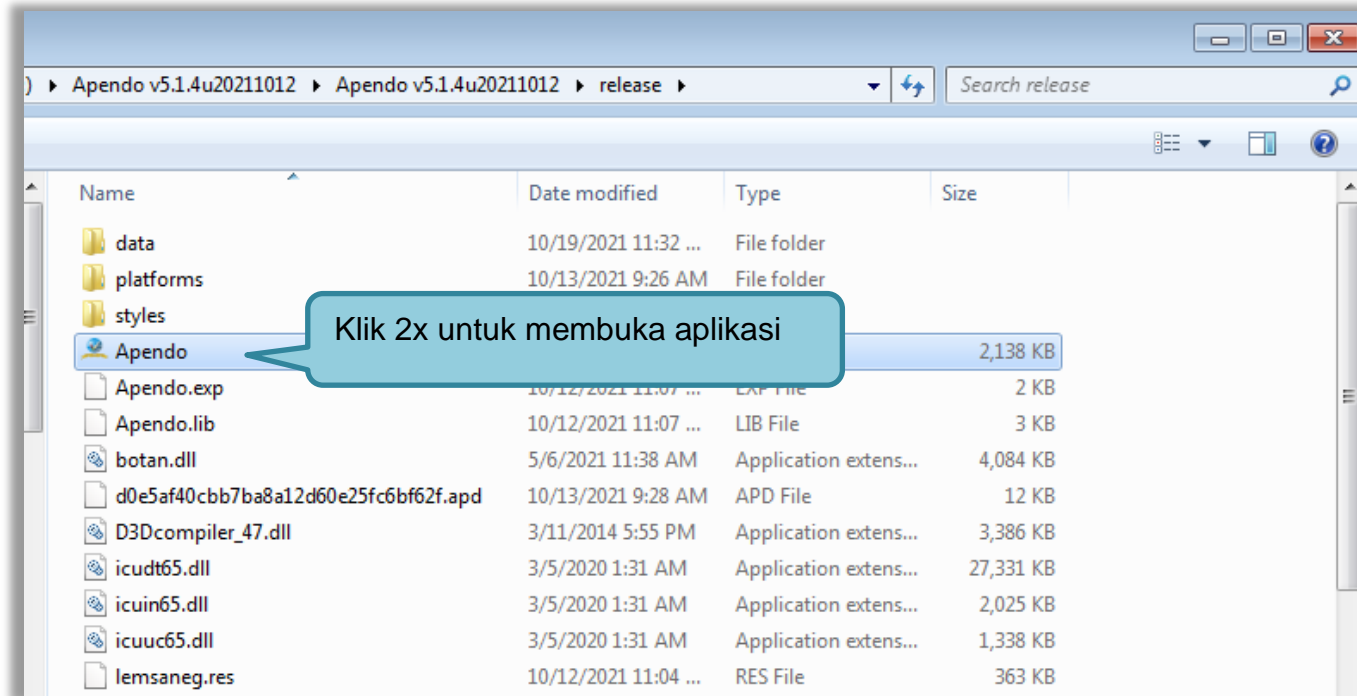 ) ▸ Apendo v5.1.4u20211012 ▸ Apendo v5.1.4u20211012 ▸ release ▸ Search release
Name Date modified Type Size
data 10/19/2021 11:32 ... File folder
platforms 10/13/2021 9:26 AM File folder
styles
Klik 2x untuk membuka aplikasi
Apendo 2,138 KB
Apendo.exp 10/12/2021 11:07 ... EXP File 2 KB
Apendo.lib 10/12/2021 11:07 ... LIB File 3 KB
botan.dll 5/6/2021 11:38 AM Application extens... 4,084 KB
d0e5af40cbb7ba8a12d60e25fc6bf62f.apd 10/13/2021 9:28 AM APD File 12 KB
D3Dcompiler_47.dll 3/11/2014 5:55 PM Application extens... 3,386 KB
icudt65.dll 3/5/2020 1:31 AM Application extens... 27,331 KB
icuin65.dll 3/5/2020 1:31 AM Application extens... 2,025 KB
icuuc65.dll 3/5/2020 1:31 AM Application extens... 1,338 KB
lemsaneg.res 10/12/2021 11:04 ... RES File 363 KB